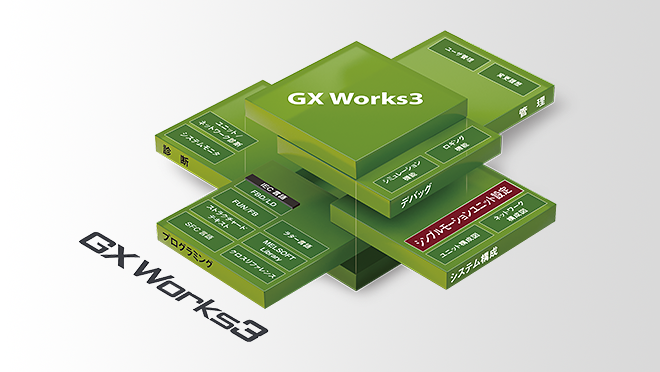 GX Works3
ユーザ管理
変更履歴
管 理
ユニット/
ネットワーク診断
システムモニタ
診 断
シミュレーション
機能
ロギング
機能
デバッグ
IEC 言語
FBD/LD
FUN/FB
ストラクチャード
テキスト
SFC 言語
ラダー言語
MELSOFT
Library
クロスリファレンス
プログラミング
シンプルモーションユニット設定
ネットワーク
構成図
ユニット構成図
システム構成
GX Works3